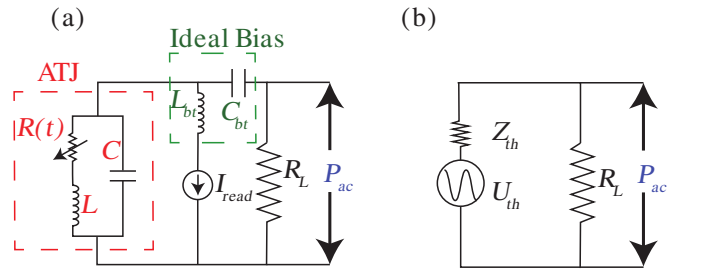 (a)
Ideal Bias
ATJ
L_bt
C_bt
R(t)
C
L
I_read
R_L
P_ac
(b)
Z_th
U_th
R_L
P_ac